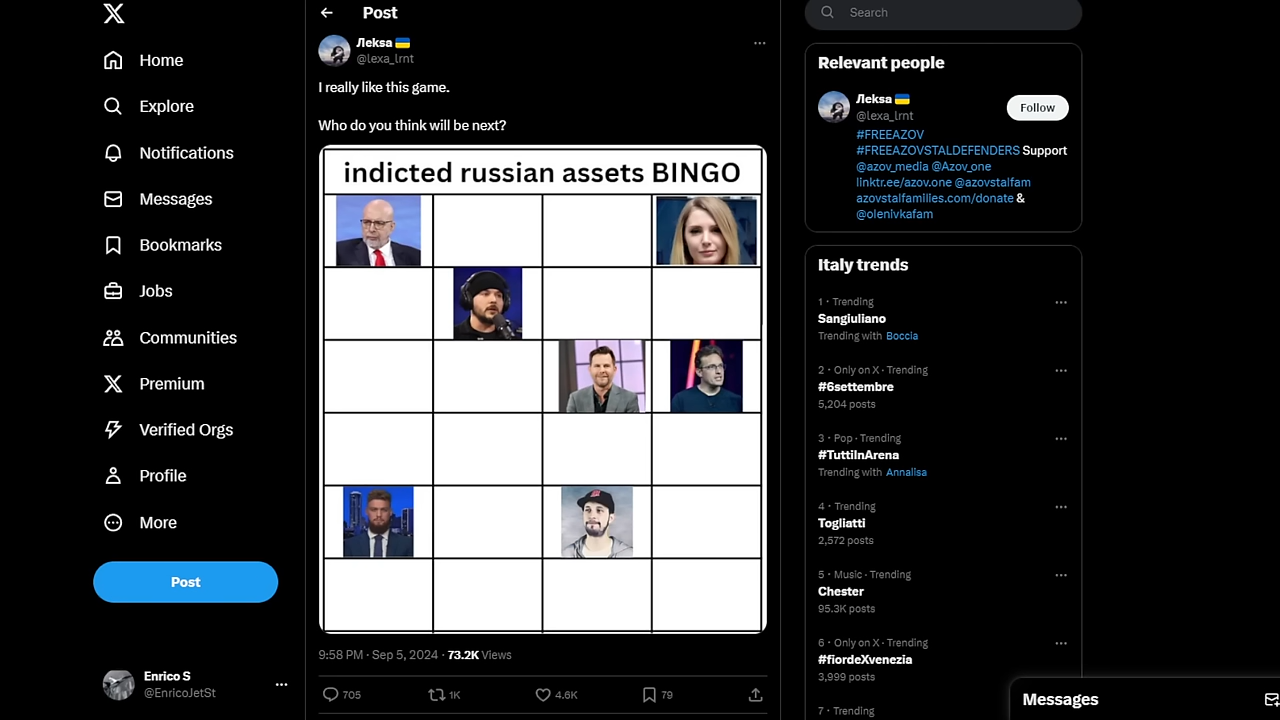 Post
Search
Home
Explore
Notifications
Messages
Bookmarks
Jobs
Communities
Premium
Verified Orgs
Profile
More
Post
Enrico S
@EnricoJetSt
Лeksa
@lexa_lrnt
I really like this game.
Who do you think will be next?
indicted russian assets BINGO
9:58 PM · Sep 5, 2024 · 73.2K Views
705
1K
4.6K
79
Relevant people
Лeksa
@lexa_lrnt
Follow
#FREEAZOV
#FREEAZOVSTALDEFENDERS Support
@azov_media @Azov_one
linktr.ee/azov.one @azovstalfam
azovstalfamilies.com/donate &
@olenivkafam
Italy trends
1 · Trending
Sangiuliano
Trending with Boccia
2 · Only on X · Trending
#6settembre
5,204 posts
3 · Pop · Trending
#TuttiInArena
Trending with Annalisa
4 · Trending
Togliatti
2,572 posts
5 · Music · Trending
Chester
95.3K posts
6 · Only on X · Trending
#fiordeXvenezia
3,999 posts
7 · Trending
Messages